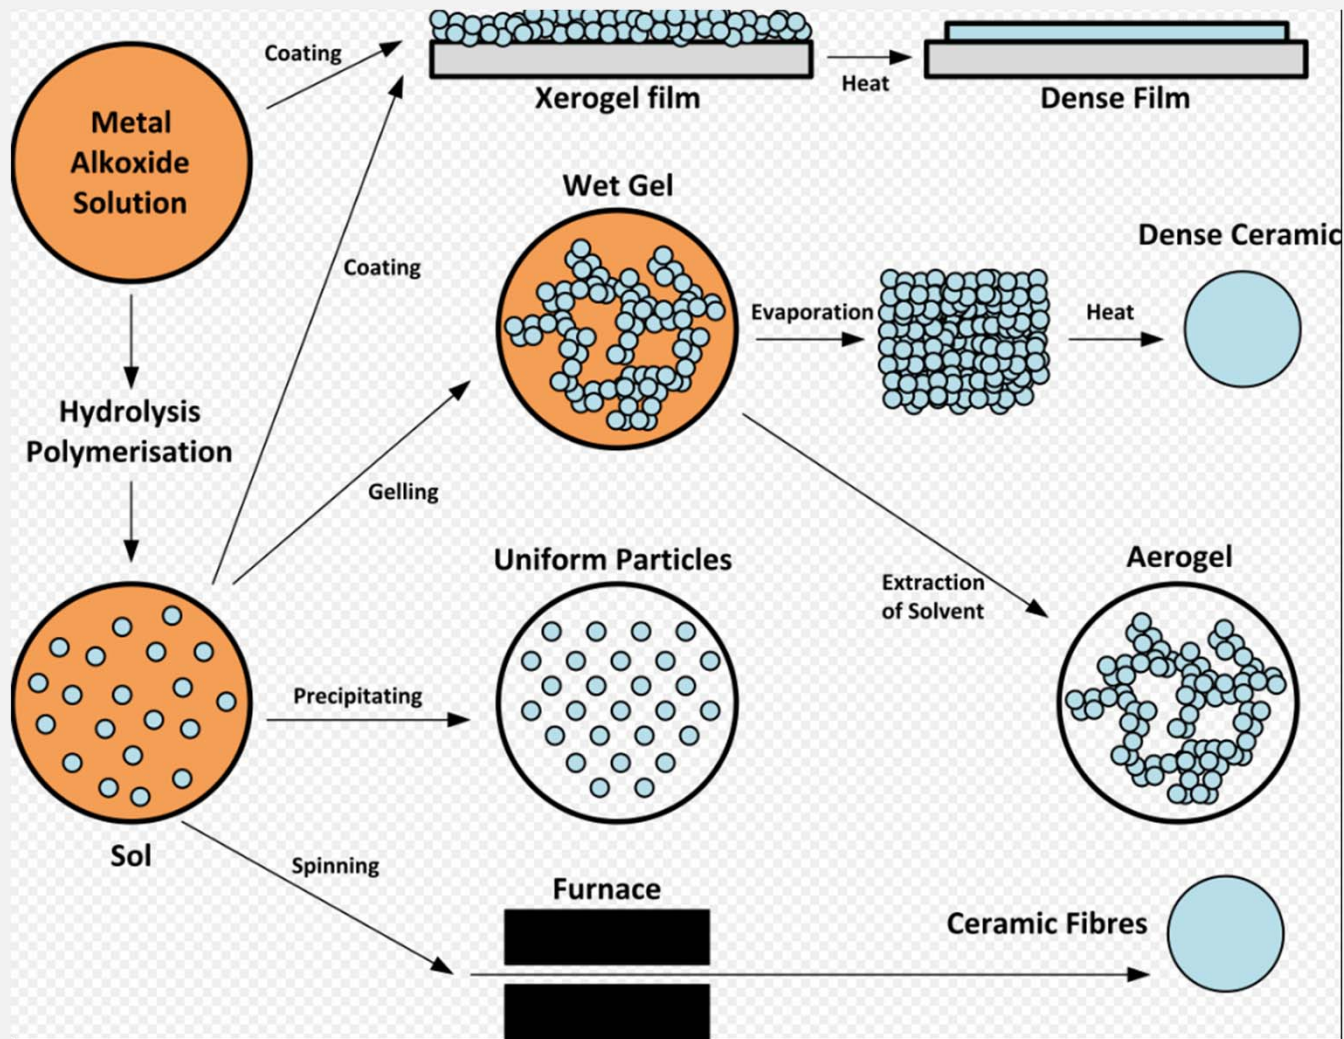 Coating
Metal
Alkoxide
Solution
Xerogel film
Heat
Dense Film
Wet Gel
Coating
Dense Ceramic
Evaporation
Heat
Hydrolysis
Polymerisation
Gelling
Uniform Particles
Aerogel
Extraction
of Solvent
Precipitating
Sol
Spinning
Furnace
Ceramic Fibres